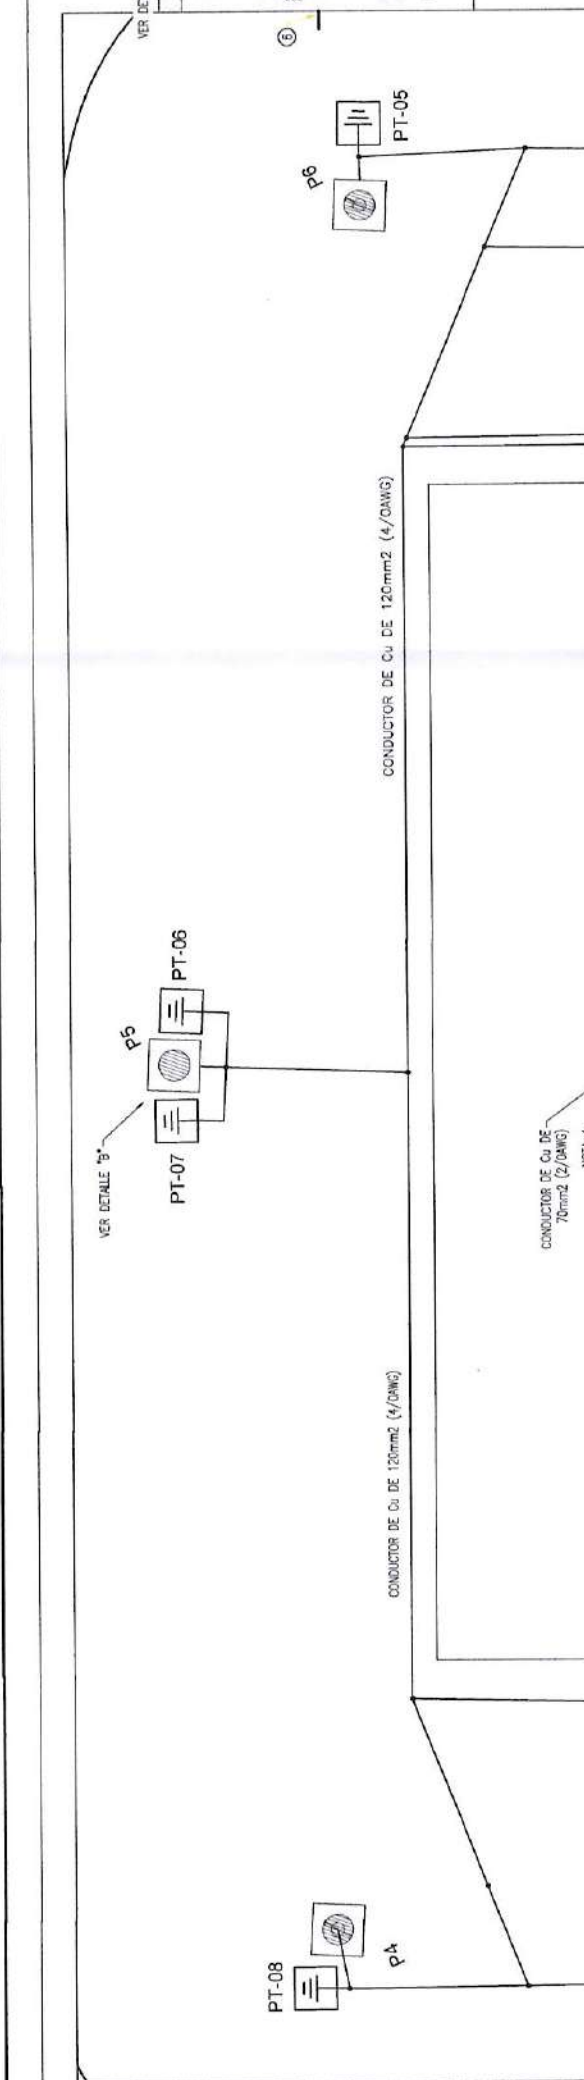 VER DE
6
PT-05
P6
CONDUCTOR DE Cu DE 120mm2 (4/0AWG)
PT-06
P5
VER DETALLE "B"
PT-07
CONDUCTOR DE Cu DE
70mm2 (2/0AWG)
CONDUCTOR DE Cu DE 120mm2 (4/0AWG)
PT-08
P4